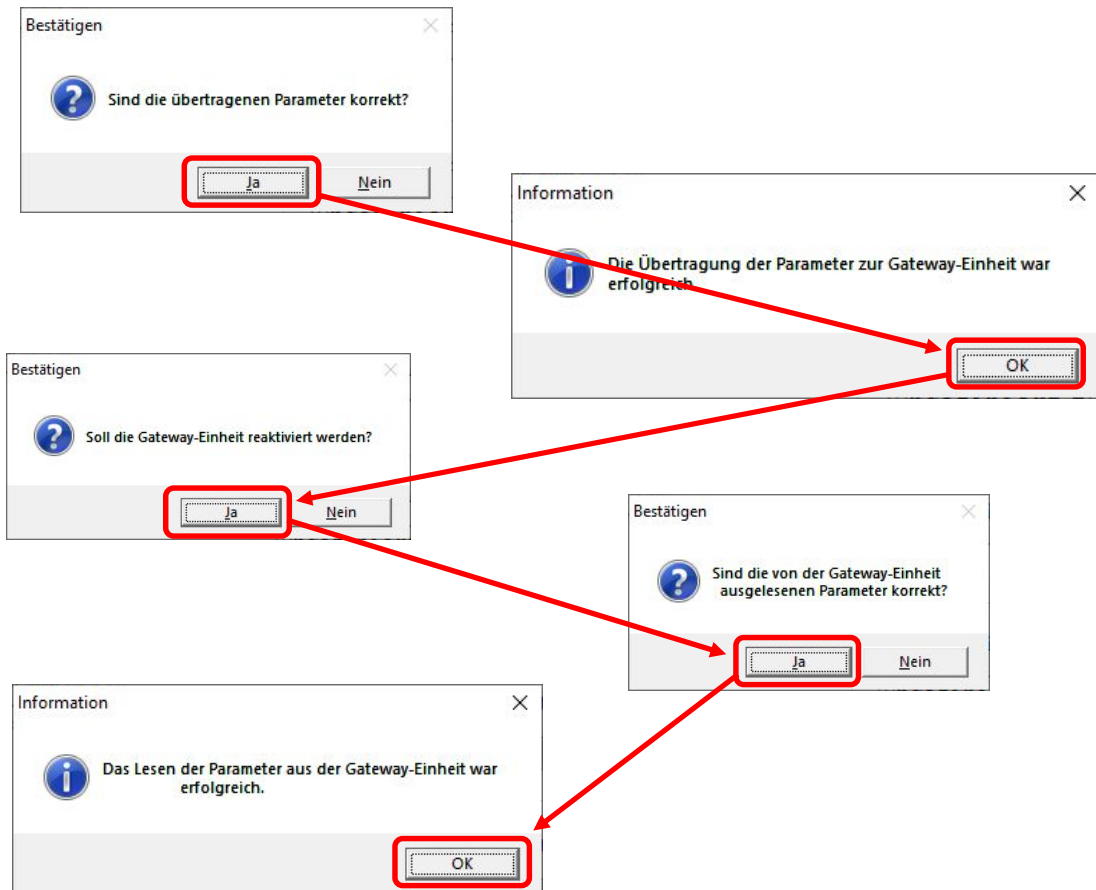 Bestätigen
Sind die übertragenen Parameter korrekt?
Ja
Nein
Information
Die Übertragung der Parameter zur Gateway-Einheit war
erfolgreich.
OK
Bestätigen
Soll die Gateway-Einheit reaktiviert werden?
Ja
Nein
Bestätigen
Sind die von der Gateway-Einheit
ausgelesenen Parameter korrekt?
Ja
Nein
Information
Das Lesen der Parameter aus der Gateway-Einheit war
erfolgreich.
OK